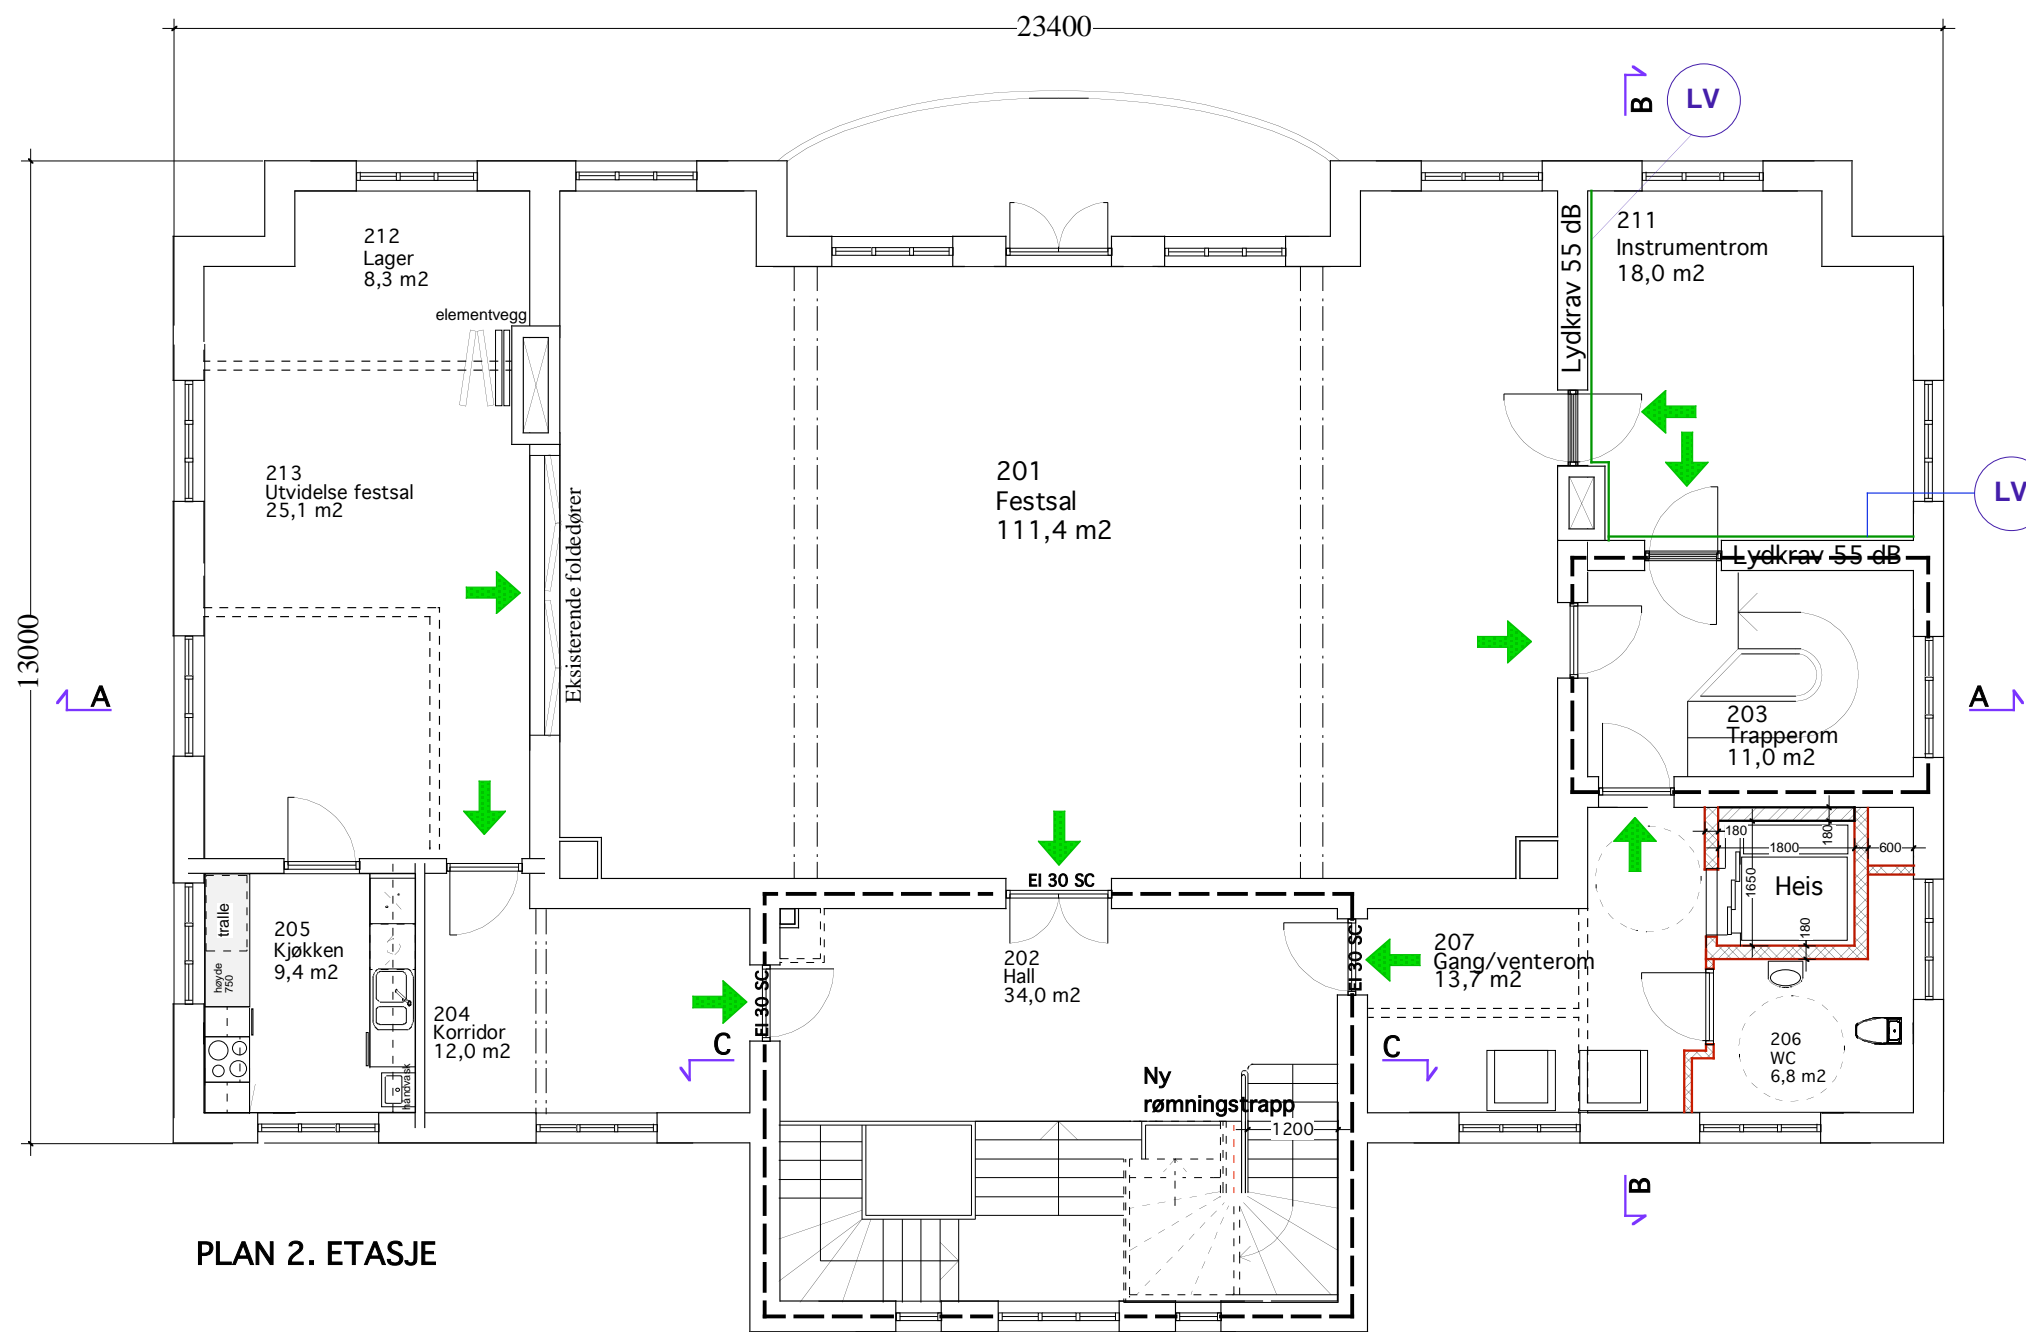 23400
B
LV
212
Lager
8,3 m2
elementvegg
Lydkrav 55 dB
211
Instrumentrom
18,0 m2
213
Utvidelse festsal
25,1 m2
Eksisterende foldedører
201
Festsal
111,4 m2
LV
Lydkrav 55 dB
13000
A
A
203
Trapperom
11,0 m2
180
1800
180
600
1650
Heis
180
EI 30 SC
tralle
høyde
750
205
Kjøkken
9,4 m2
204
Korridor
12,0 m2
håndvask
EI 30 SC
202
Hall
34,0 m2
EI 30 SC
207
Gang/venterom
13,7 m2
206
WC
6,8 m2
C
C
Ny
rømningstrapp
1200
B
PLAN 2. ETASJE